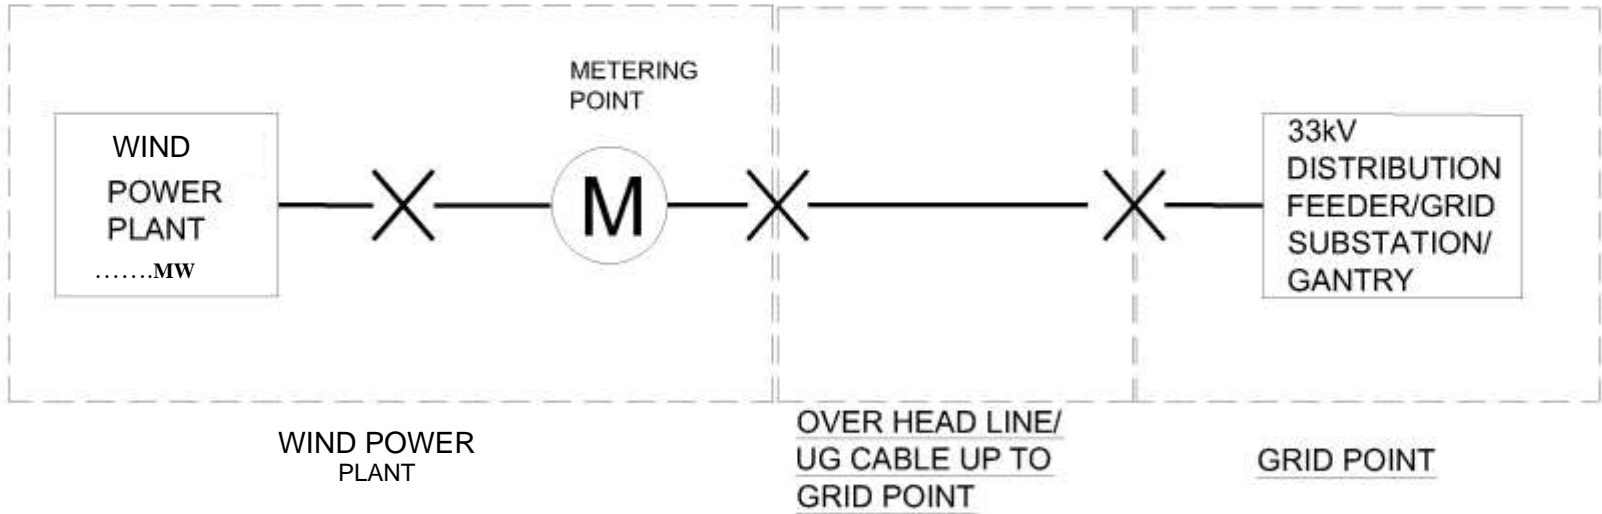 METERING
POINT
WIND
POWER
PLANT
…….MW
M
33kV
DISTRIBUTION
FEEDER/GRID
SUBSTATION/
GANTRY
WIND POWER
PLANT
OVER HEAD LINE/
UG CABLE UP TO
GRID POINT
GRID POINT